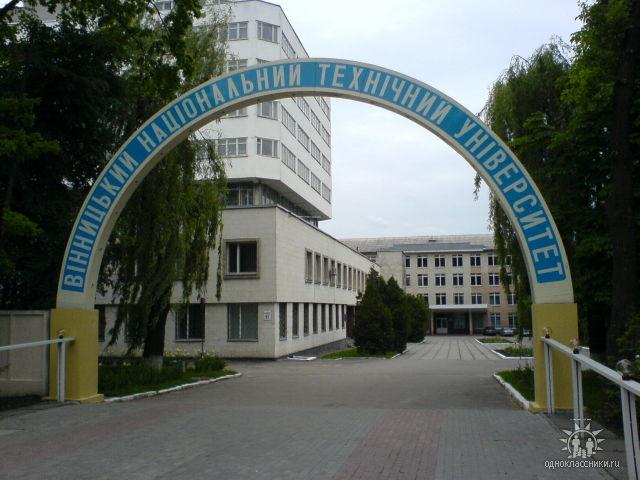 ВІННИЦЬКИЙ НАЦІОНАЛЬНИЙ ТЕХНІЧНИЙ УНІВЕРСИТЕТ
одноклассники.ru